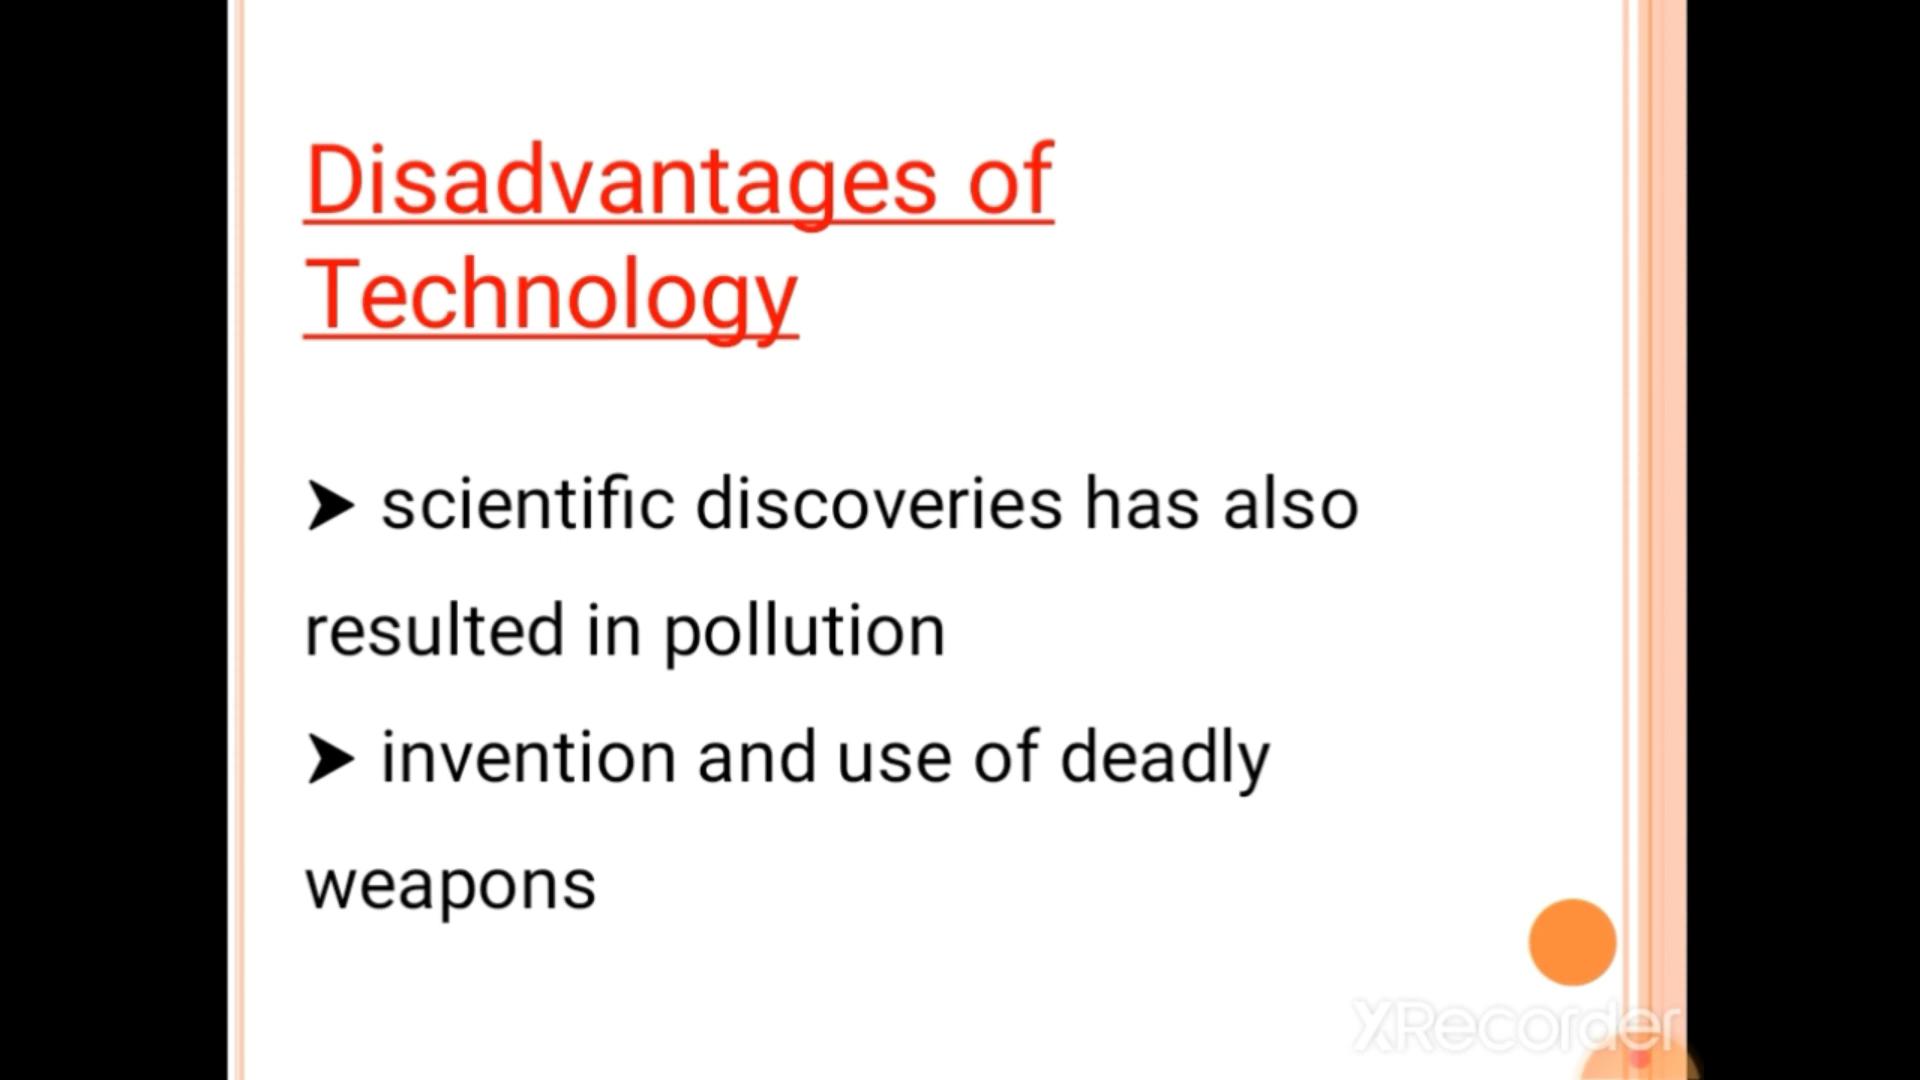 Disadvantages of
Technology
➤ scientific discoveries has also
resulted in pollution
➤ invention and use of deadly
weapons
XRecorder